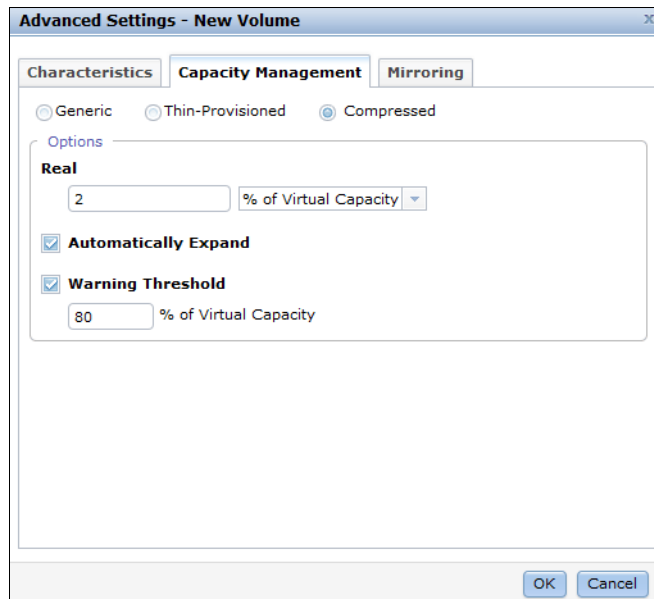 Advanced Settings - New Volume x
Characteristics Capacity Management Mirroring
Generic Thin-Provisioned Compressed
Options
Real
2 % of Virtual Capacity
Automatically Expand
Warning Threshold
80 % of Virtual Capacity
OK Cancel